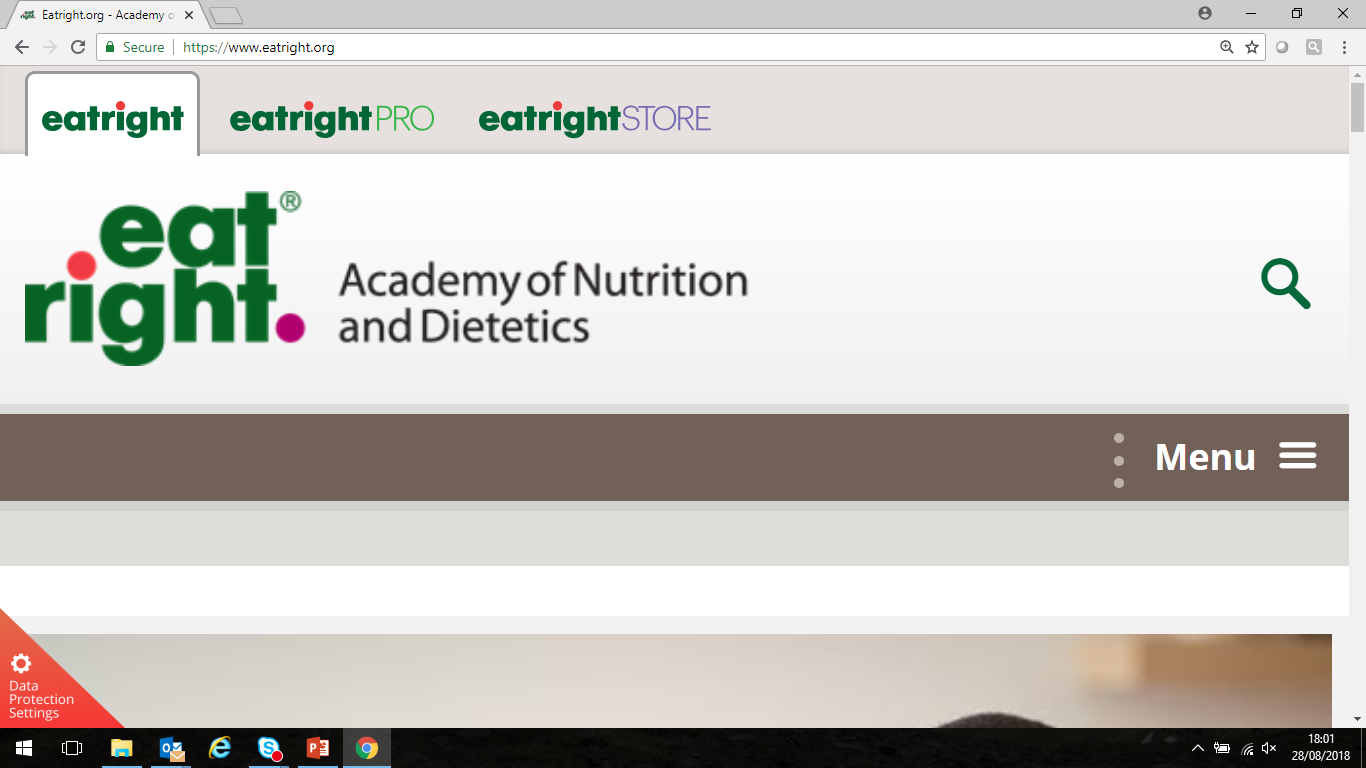 Eatright.org - Academy o
Secure
https://www.eatright.org
eatright
eatrightPRO
eatrightSTORE
eat®
right.
Academy of Nutrition
and Dietetics
Menu
Data
Protection
Settings
18:01
28/08/2018